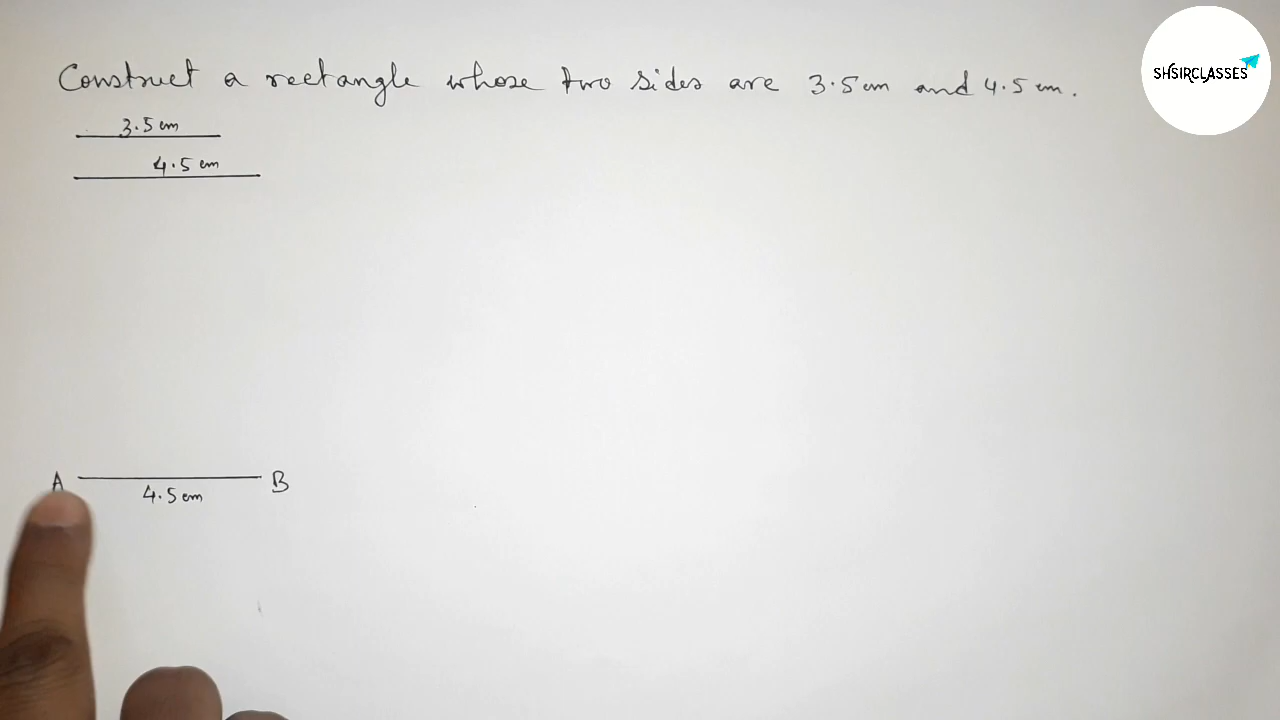 Construct a rectangle whose two sides are 3.5 cm and 4.5 cm.
SHSIRCLASSES
3.5 cm
4.5 cm
A B
4.5 cm